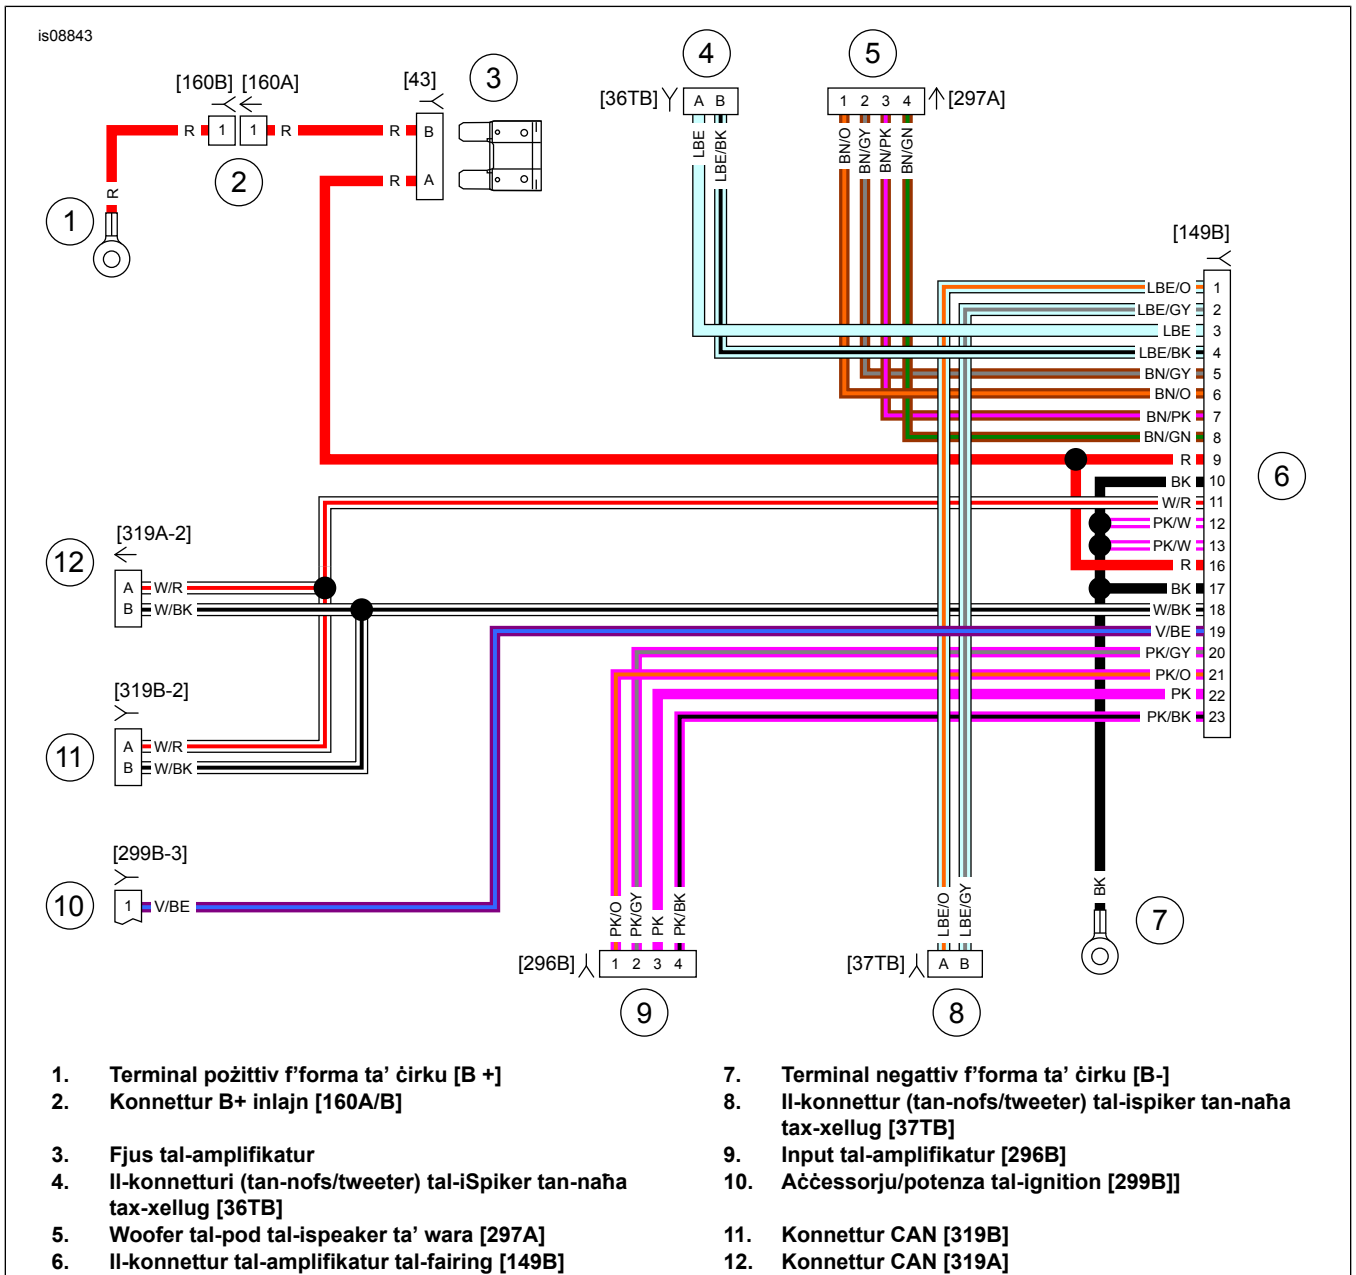 is08843
[160B] [160A]
[43]
3
4
5
[36TB] A B
1 2 3 4 [297A]
R 1 1 R
R B
R A
2
1
R
LBE
LBE/BK
BN/O
BN/GY
BN/PK
BN/GN
[149B]
LBE/O 1
LBE/GY 2
LBE 3
LBE/BK 4
BN/GY 5
BN/O 6
BN/PK 7
BN/GN 8
R 9
BK 10
W/R 11
PK/W 12
PK/W 13
R 16
BK 17
W/BK 18
V/BE 19
PK/GY 20
PK/O 21
PK 22
PK/BK 23
6
[319A-2]
12
A W/R
B W/BK
[319B-2]
11
A W/R
B W/BK
[299B-3]
10
1 V/BE
PK/O
PK/GY
PK
PK/BK
[296B] 1 2 3 4
9
LBE/O
LBE/GY
[37TB] A B
8
BK
7
1. Terminal pożittiv f’forma ta’ ċirku [B +]
2. Konnettur B+ inlajn [160A/B]
3. Fjus tal-amplifikatur
4. Il-konnetturi (tan-nofs/tweeter) tal-iSpiker tan-naħa
tax-xellug [36TB]
5. Woofer tal-pod tal-ispeaker ta’ wara [297A]
6. Il-konnettur tal-amplifikatur tal-fairing [149B]
7. Terminal negattiv f’forma ta’ ċirku [B-]
8. Il-konnettur (tan-nofs/tweeter) tal-ispiker tan-naħa
tax-xellug [37TB]
9. Input tal-amplifikatur [296B]
10. Aċċessorju/potenza tal-ignition [299B]]
11. Konnettur CAN [319B]
12. Konnettur CAN [319A]